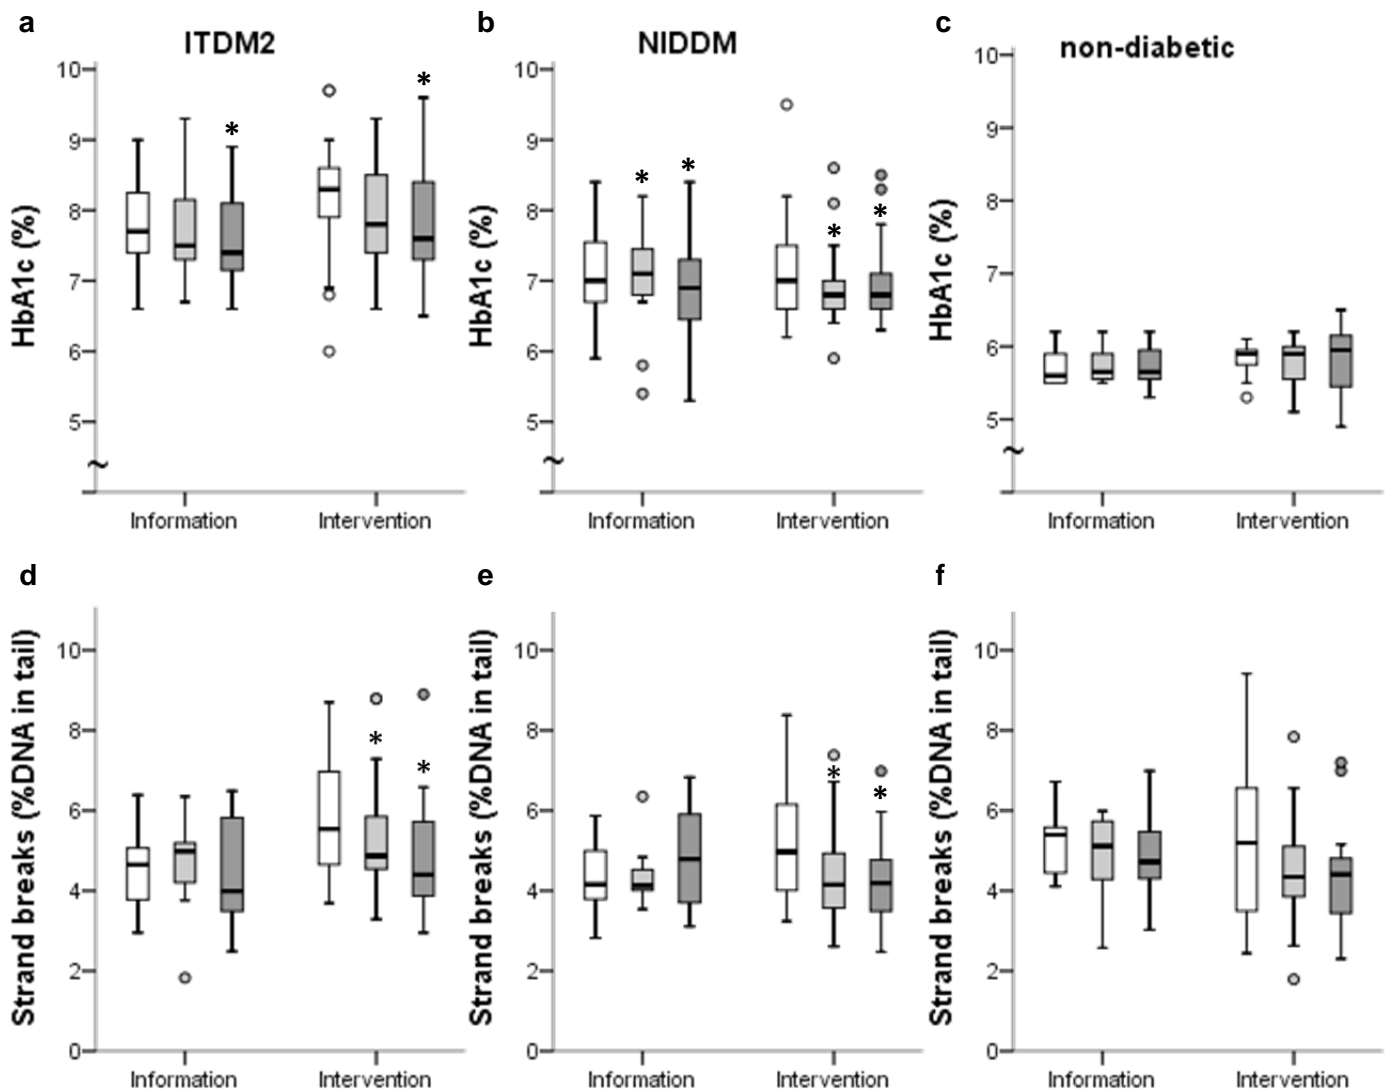 a
ITDM2
HbA1c (%)
10
9
8
7
6
5
~
*
*
Information
Intervention
b
NIDDM
HbA1c (%)
10
9
8
7
6
5
~
*
*
*
*
Information
Intervention
c
non-diabetic
HbA1c (%)
10
9
8
7
6
5
~
Information
Intervention
d
Strand breaks (%DNA in tail)
10
8
6
4
2
0
*
*
Information
Intervention
e
Strand breaks (%DNA in tail)
10
8
6
4
2
0
*
*
Information
Intervention
f
Strand breaks (%DNA in tail)
10
8
6
4
2
0
Information
Intervention